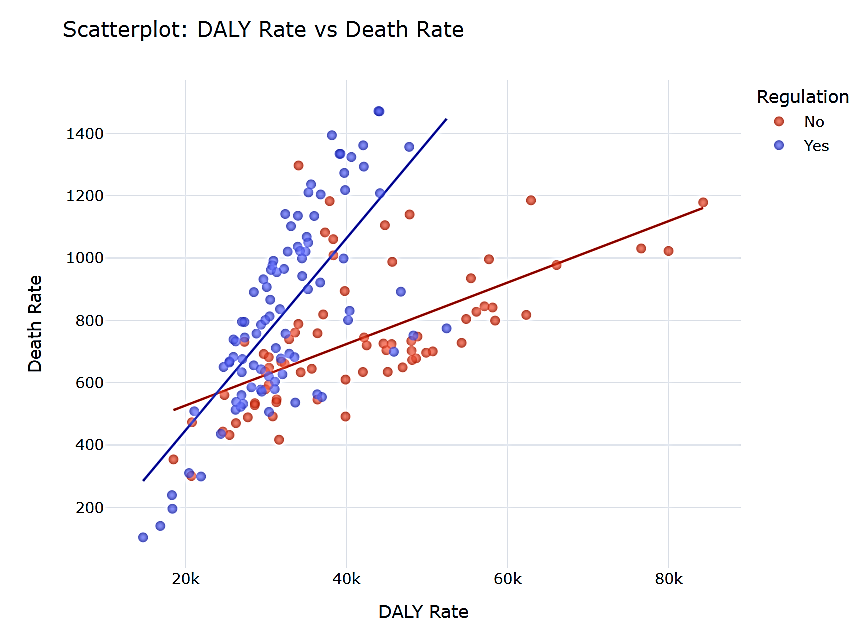 Scatterplot: DALY Rate vs Death Rate
Regulation
No
Yes
1400
1200
1000
800
600
400
200
Death Rate
20k
40k
60k
80k
DALY Rate